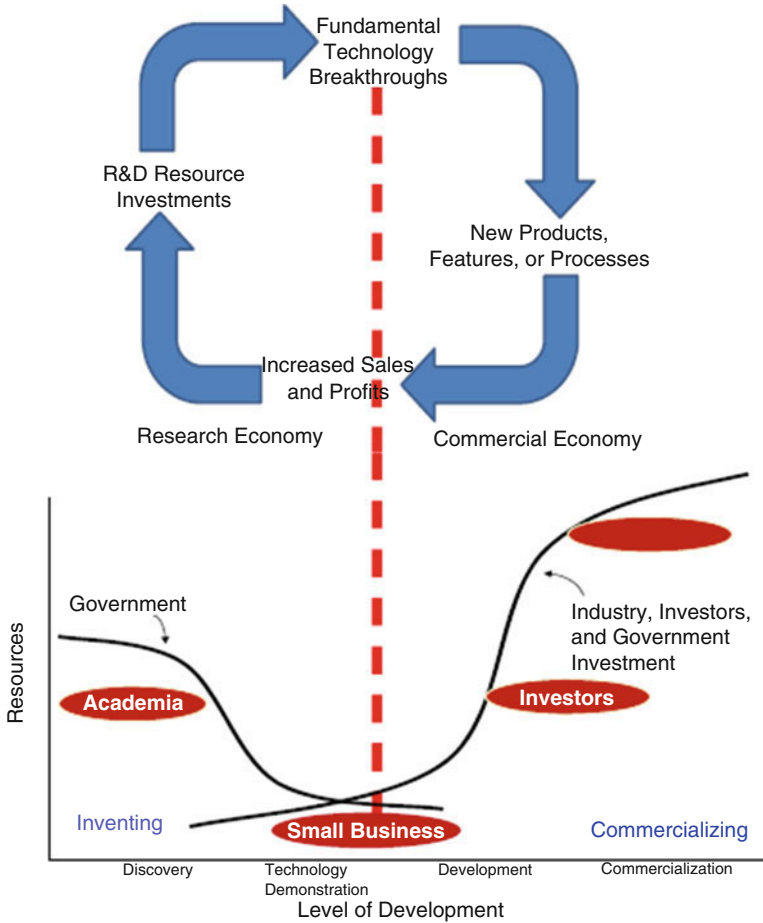 Fundamental
Technology
Breakthroughs
R&D Resource
Investments
New Products,
Features, or Processes
Increased Sales
and Profits
Research Economy
Commercial Economy
Government
Industry, Investors,
and Government
Investment
Resources
Academia
Investors
Inventing
Small Business
Commercializing
Discovery
Technology
Demonstration
Development
Commercialization
Level of Development